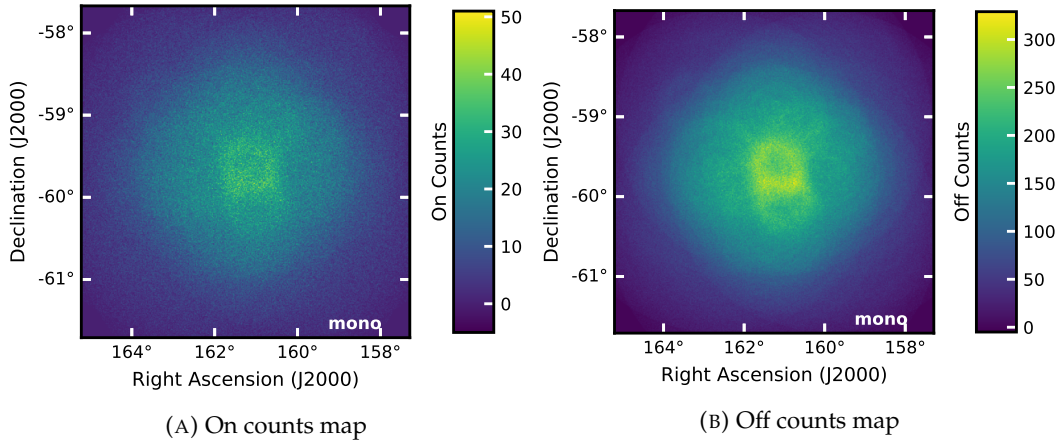 -58°
-59°
-60°
-61°
Declination (J2000)
164°
162°
160°
158°
Right Ascension (J2000)
mono
50
40
30
20
10
0
On Counts
(A) On counts map
-58°
-59°
-60°
-61°
Declination (J2000)
164°
162°
160°
158°
Right Ascension (J2000)
mono
300
250
200
150
100
50
0
Off Counts
(B) Off counts map